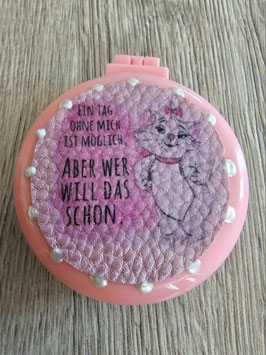 EIN TAG
OHNE MICH
IST MÖGLICH.
ABER WER
WILL DAS
SCHON.